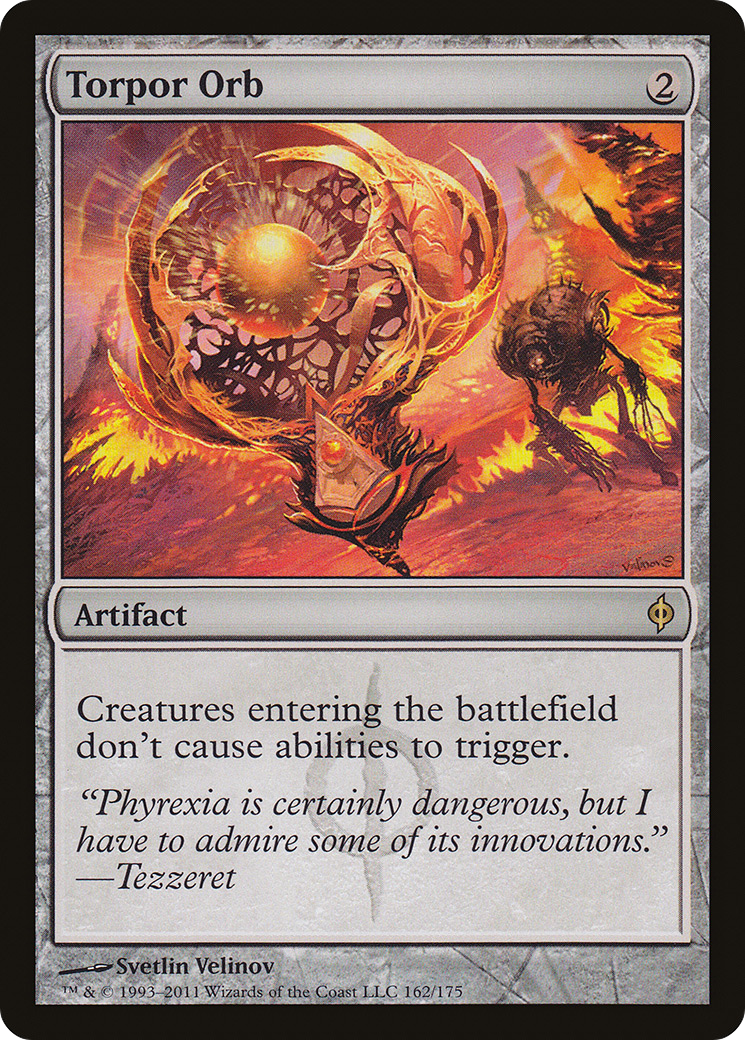 Torpor Orb
2
Velinov S
Artifact
Creatures entering the battlefield
don't cause abilities to trigger.
“Phyrexia is certainly dangerous, but I
have to admire some of its innovations.”
—Tezzeret
Svetlin Velinov
™ & © 1993–2011 Wizards of the Coast LLC 162/175